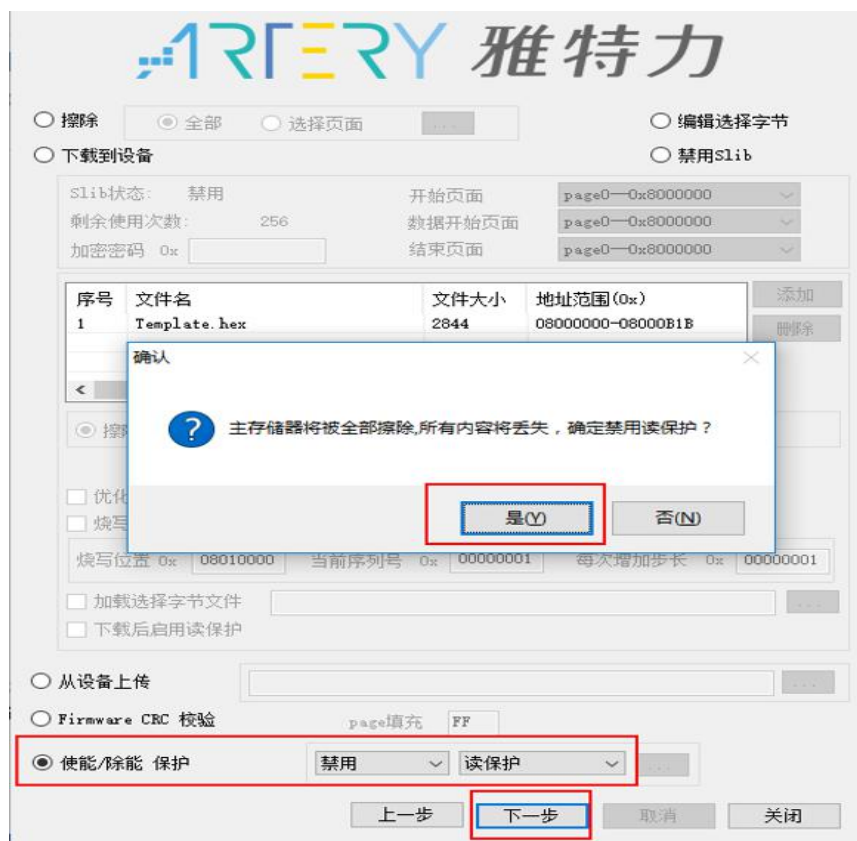 ARTERY 雅特力
擦除 全部 选择页面 ... 编辑选择字节
下载到设备 禁用Slib
Slib状态: 禁用 开始页面 page0—0x8000000
剩余使用次数: 256 数据开始页面 page0—0x8000000
加密密码 0x 结束页面 page0—0x8000000
序号 文件名 文件大小 地址范围(0x) 添加
1 Template.hex 2844 08000000-08000B1B 删除
确认
主存储器将被全部擦除,所有内容将丢失，确定禁用读保护？
擦
优化
是(Y) 否(N)
烧写
烧写位置 0x 08010000 当前序列号 0x 00000001 每次增加步长 0x 00000001
加载选择字节文件 ...
下载后启用读保护
从设备上传 ...
Firmware CRC 校验 page填充 FF
使能/除能 保护 禁用 读保护 ...
上一步 下一步 取消 关闭